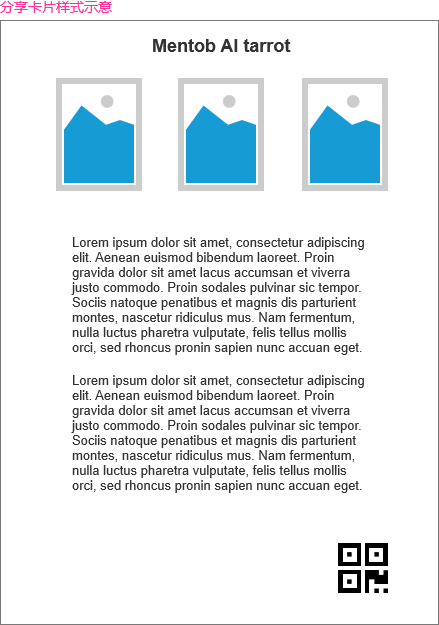 分享卡片样式示意
Mentob AI tarrot
Lorem ipsum dolor sit amet, consectetur adipiscing
elit. Aenean euismod bibendum laoreet. Proin
gravida dolor sit amet lacus accumsan et viverra
justo commodo. Proin sodales pulvinar sic tempor.
Sociis natoque penatibus et magnis dis parturient
montes, nascetur ridiculus mus. Nam fermentum,
nulla luctus pharetra vulputate, felis tellus mollis
orci, sed rhoncus pronin sapien nunc accuan eget.
Lorem ipsum dolor sit amet, consectetur adipiscing
elit. Aenean euismod bibendum laoreet. Proin
gravida dolor sit amet lacus accumsan et viverra
justo commodo. Proin sodales pulvinar sic tempor.
Sociis natoque penatibus et magnis dis parturient
montes, nascetur ridiculus mus. Nam fermentum,
nulla luctus pharetra vulputate, felis tellus mollis
orci, sed rhoncus pronin sapien nunc accuan eget.